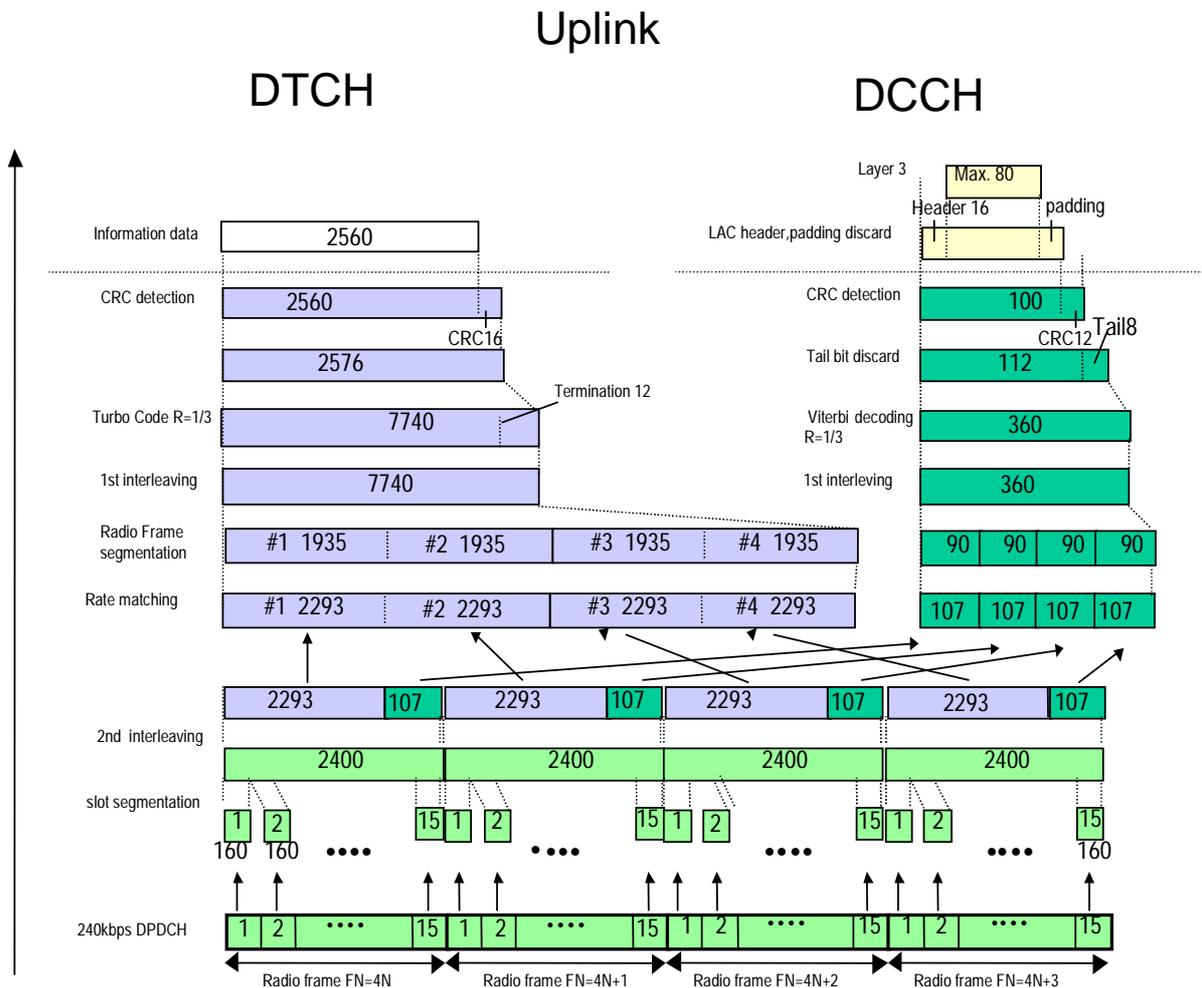 Uplink
DTCH
DCCH
Layer 3
Max. 80
Header 16
padding
Information data
2560
LAC header,padding discard
CRC detection
2560
CRC16
CRC detection
100
CRC12
Tail8
2576
Tail bit discard
112
Termination 12
Turbo Code R=1/3
7740
Viterbi decoding
R=1/3
360
1st interleaving
7740
1st interleving
360
Radio Frame
segmentation
#1 1935
#2 1935
#3 1935
#4 1935
90
90
90
90
Rate matching
#1 2293
#2 2293
#3 2293
#4 2293
107
107
107
107
2293
107
2293
107
2293
107
2293
107
2nd interleaving
2400
2400
2400
2400
slot segmentation
1
2
15
1
2
15
1
2
15
1
2
15
160
160
••••
••••
••••
••••
160
240kbps DPDCH
1
2
••••
15
1
2
••••
15
1
2
••••
15
1
2
••••
15
Radio frame FN=4N
Radio frame FN=4N+1
Radio frame FN=4N+2
Radio frame FN=4N+3